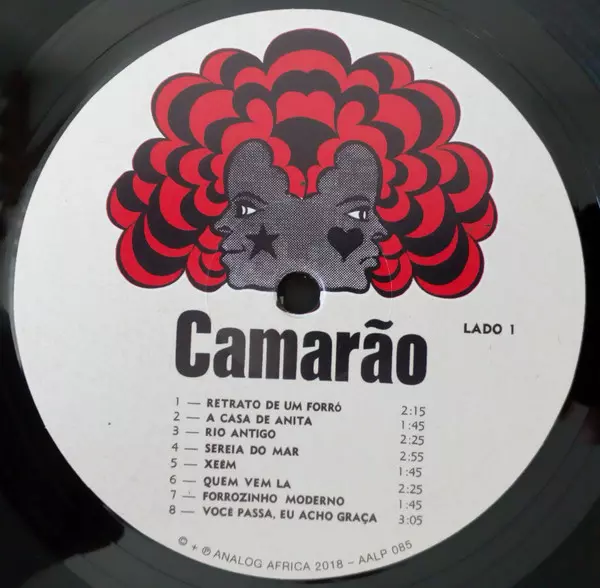 Camarão
LADO 1
1 — RETRATO DE UM FORRÓ 2:15
2 — A CASA DE ANITA 1:45
3 — RIO ANTIGO 2:25
4 — SEREIA DO MAR 2:55
5 — XEÊM 1:45
6 — QUEM VEM LA 2:25
7 — FORROZINHO MODERNO 1:45
8 — VOCÊ PASSA, EU ACHO GRAÇA 3:05
© + ℗ ANALOG AFRICA 2018 – AALP 085